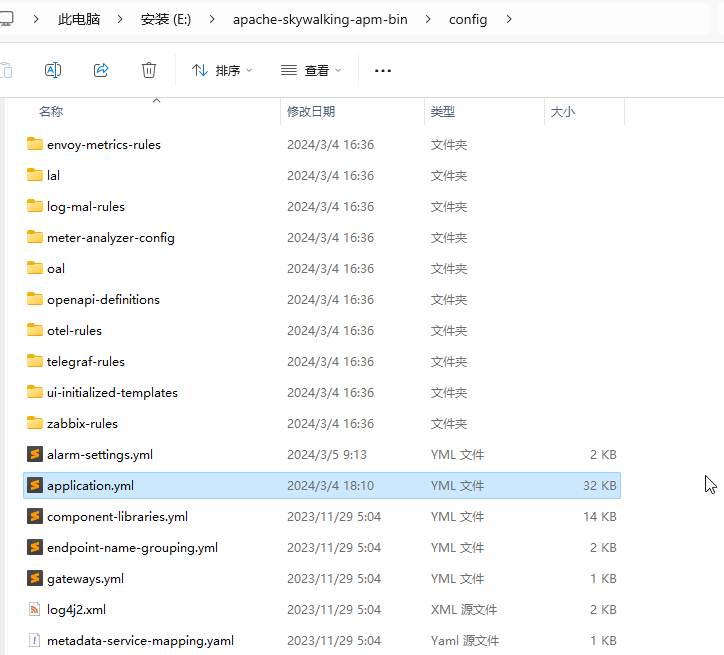 此电脑 安装 (E:) apache-skywalking-apm-bin config
排序 查看
名称 修改日期 类型 大小
envoy-metrics-rules 2024/3/4 16:36 文件夹
lal 2024/3/4 16:36 文件夹
log-mal-rules 2024/3/4 16:36 文件夹
meter-analyzer-config 2024/3/4 16:36 文件夹
oal 2024/3/4 16:36 文件夹
openapi-definitions 2024/3/4 16:36 文件夹
otel-rules 2024/3/4 16:36 文件夹
telegraf-rules 2024/3/4 16:36 文件夹
ui-initialized-templates 2024/3/4 16:36 文件夹
zabbix-rules 2024/3/4 16:36 文件夹
alarm-settings.yml 2024/3/5 9:13 YML 文件 2 KB
application.yml 2024/3/4 18:10 YML 文件 32 KB
component-libraries.yml 2023/11/29 5:04 YML 文件 14 KB
endpoint-name-grouping.yml 2023/11/29 5:04 YML 文件 2 KB
gateways.yml 2023/11/29 5:04 YML 文件 1 KB
log4j2.xml 2023/11/29 5:04 XML 源文件 2 KB
metadata-service-mapping.yaml 2023/11/29 5:04 Yaml 源文件 1 KB